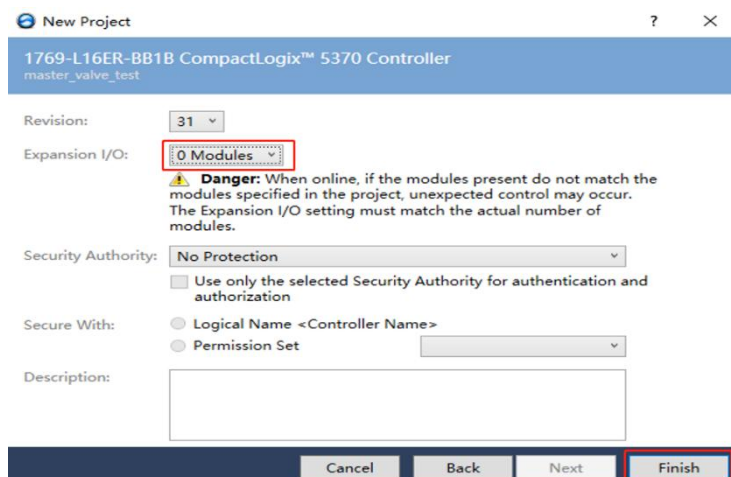 New Project
?
×
1769-L16ER-BB1B CompactLogix™ 5370 Controller
master_valve_test
Revision:
31
Expansion I/O:
0 Modules
Danger: When online, if the modules present do not match the
modules specified in the project, unexpected control may occur.
The Expansion I/O setting must match the actual number of
modules.
Security Authority:
No Protection
Use only the selected Security Authority for authentication and
authorization
Secure With:
Logical Name <Controller Name>
Permission Set
Description:
Cancel
Back
Next
Finish